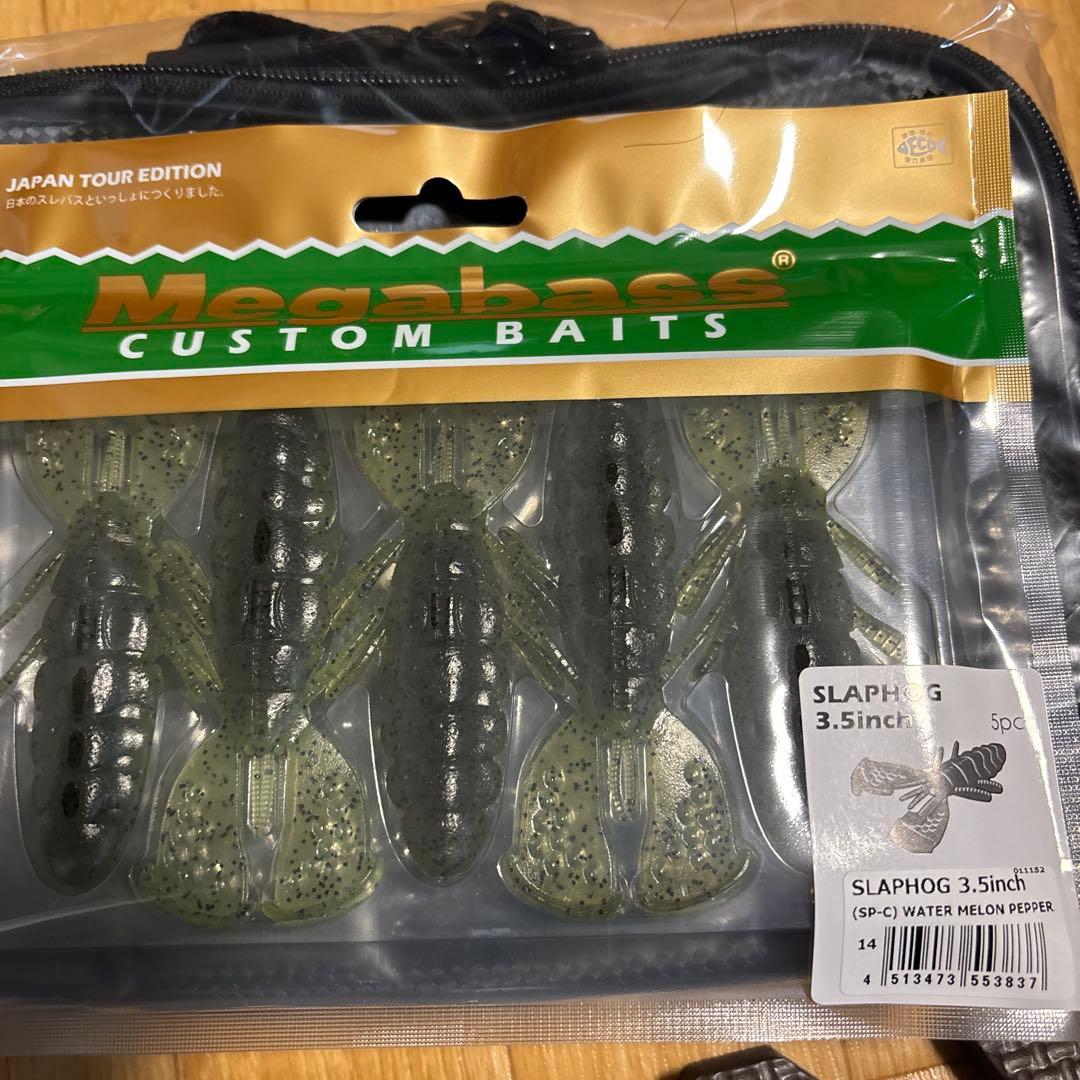 JAPAN TOUR EDITION
日本のスレバスといっしょにつくりました。
Megabass®
CUSTOM BAITS
SLAPHOG
3.5inch
5pc
011152
SLAPHOG 3.5inch
(SP-C) WATER MELON PEPPER
14
4 513473 553837